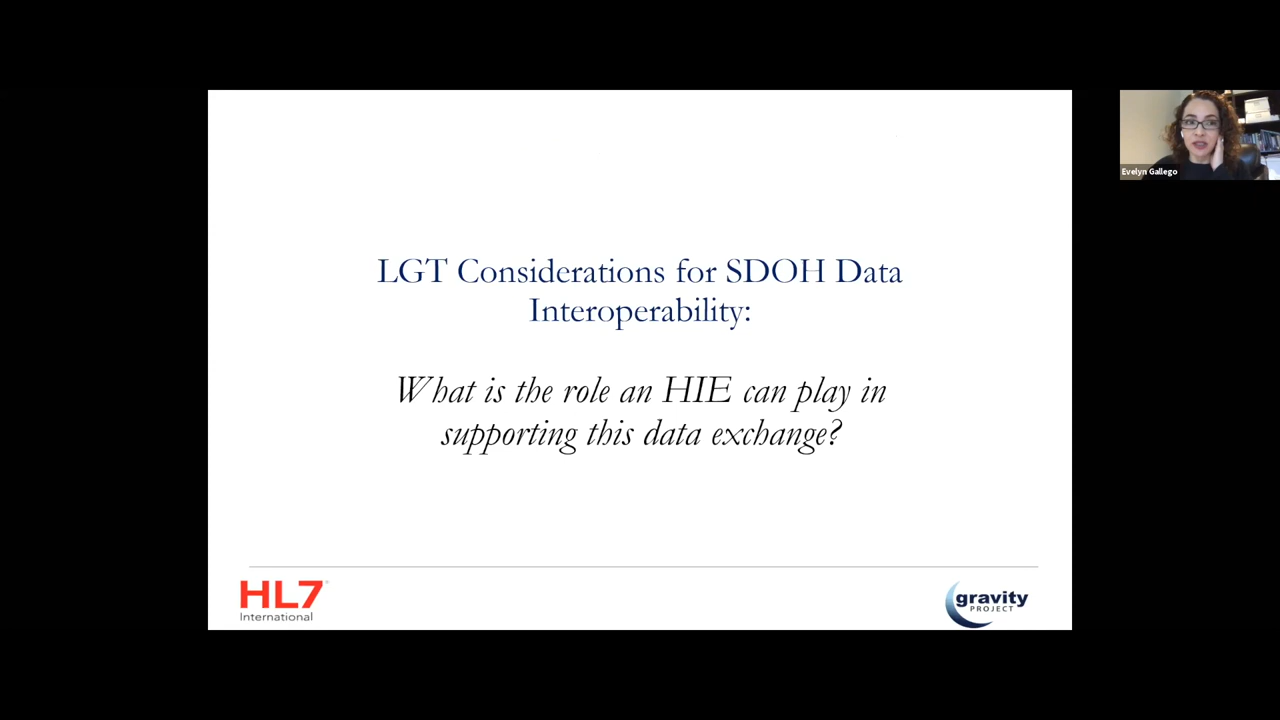 Evelyn Gallego
LGT Considerations for SDOH Data
Interoperability:
What is the role an HIE can play in
supporting this data exchange?
HL7
International
gravity
PROJECT